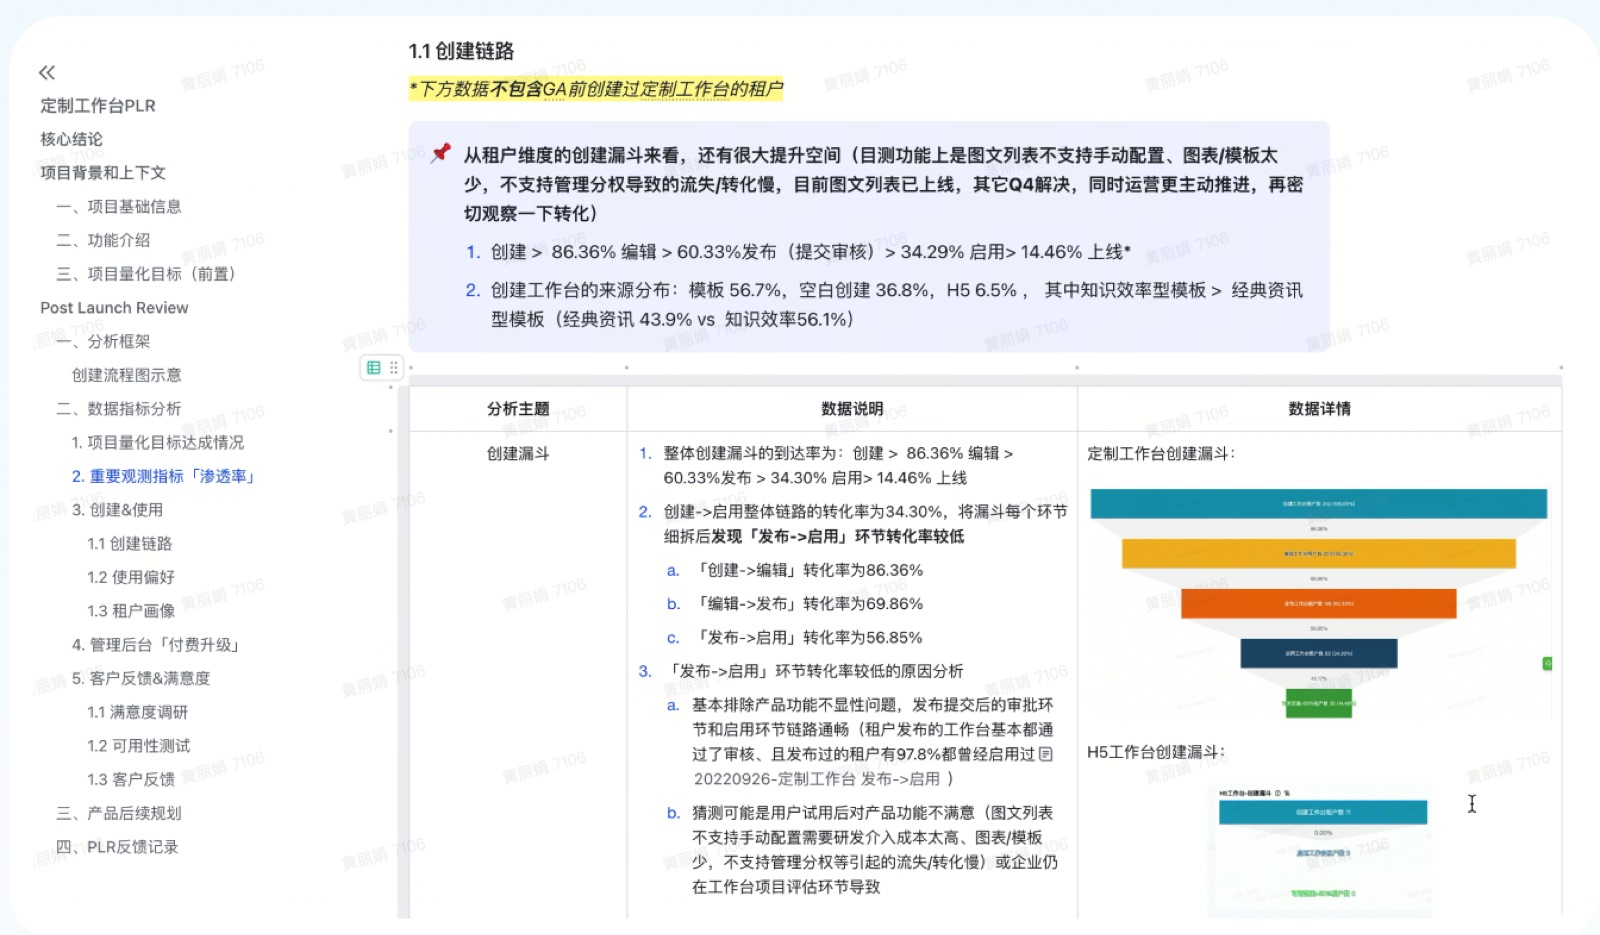 定制工作台PLR
核心结论
项目背景和上下文
一、项目基础信息
二、功能介绍
三、项目量化目标（前置）
Post Launch Review
一、分析框架
创建流程图示意
二、数据指标分析
1. 项目量化目标达成情况
2. 重要观测指标「渗透率」
3. 创建&使用
1.1 创建链路
1.2 使用偏好
1.3 租户画像
4. 管理后台「付费升级」
5. 客户反馈&满意度
1.1 满意度调研
1.2 可用性测试
1.3 客户反馈
三、产品后续规划
四、PLR反馈记录
1.1 创建链路
*下方数据不包含GA前创建过定制工作台的租户
从租户维度的创建漏斗来看，还有很大提升空间（目测功能上是图文列表不支持手动配置、图表/模板太
少，不支持管理分权导致的流失/转化慢，目前图文列表已上线，其它Q4解决，同时运营更主动推进，再密
切观察一下转化）
1. 创建 > 86.36% 编辑 > 60.33%发布（提交审核）> 34.29% 启用> 14.46% 上线*
2. 创建工作台的来源分布：模板 56.7%，空白创建 36.8%，H5 6.5% ， 其中知识效率型模板 > 经典资讯
型模板（经典资讯 43.9% vs 知识效率56.1%）
分析主题
数据说明
数据详情
创建漏斗
1. 整体创建漏斗的到达率为：创建 > 86.36% 编辑 >
60.33%发布 > 34.30% 启用> 14.46% 上线
2. 创建->启用整体链路的转化率为34.30%，将漏斗每个环节
细拆后发现「发布->启用」环节转化率较低
a. 「创建->编辑」转化率为86.36%
b. 「编辑->发布」转化率为69.86%
c. 「发布->启用」转化率为56.85%
3. 「发布->启用」环节转化率较低的原因分析
a. 基本排除产品功能不显性问题，发布提交后的审批环
节和启用环节链路通畅（租户发布的工作台基本都通
过了审核、且发布过的租户有97.8%都曾经启用过
20220926-定制工作台 发布->启用 ）
b. 猜测可能是用户试用后对产品功能不满意（图文列表
不支持手动配置需要研发介入成本太高、图表/模板
少，不支持管理分权等引起的流失/转化慢）或企业仍
在工作台项目评估环节导致
定制工作台创建漏斗：
H5工作台创建漏斗：
H5工作台-创建漏斗
创建工作台租户数 11
0.00%
黄丽娟 7106